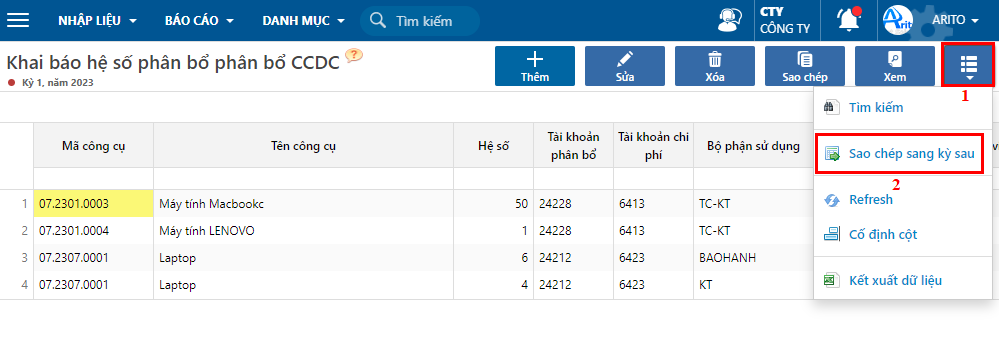 NHẬP LIỆU
BÁO CÁO
DANH MỤC
Tìm kiếm
CTY
CÔNG TY
Arito
ARITO
Khai báo hệ số phân bổ phân bổ CCDC
?
Kỳ 1, năm 2023
Thêm
Sửa
Xóa
Sao chép
Xem
1
Tìm kiếm
Sao chép sang kỳ sau
2
Refresh
Cố định cột
Kết xuất dữ liệu
Mã công cụ Tên công cụ Hệ số Tài khoản phân bổ Tài khoản chi phí Bộ phận sử dụng
1 07.2301.0003 Máy tính Macbookc 50 24228 6413 TC-KT
2 07.2301.0004 Máy tính LENOVO 1 24228 6413 TC-KT
3 07.2307.0001 Laptop 6 24212 6423 BAOHANH
4 07.2307.0001 Laptop 4 24212 6423 KT